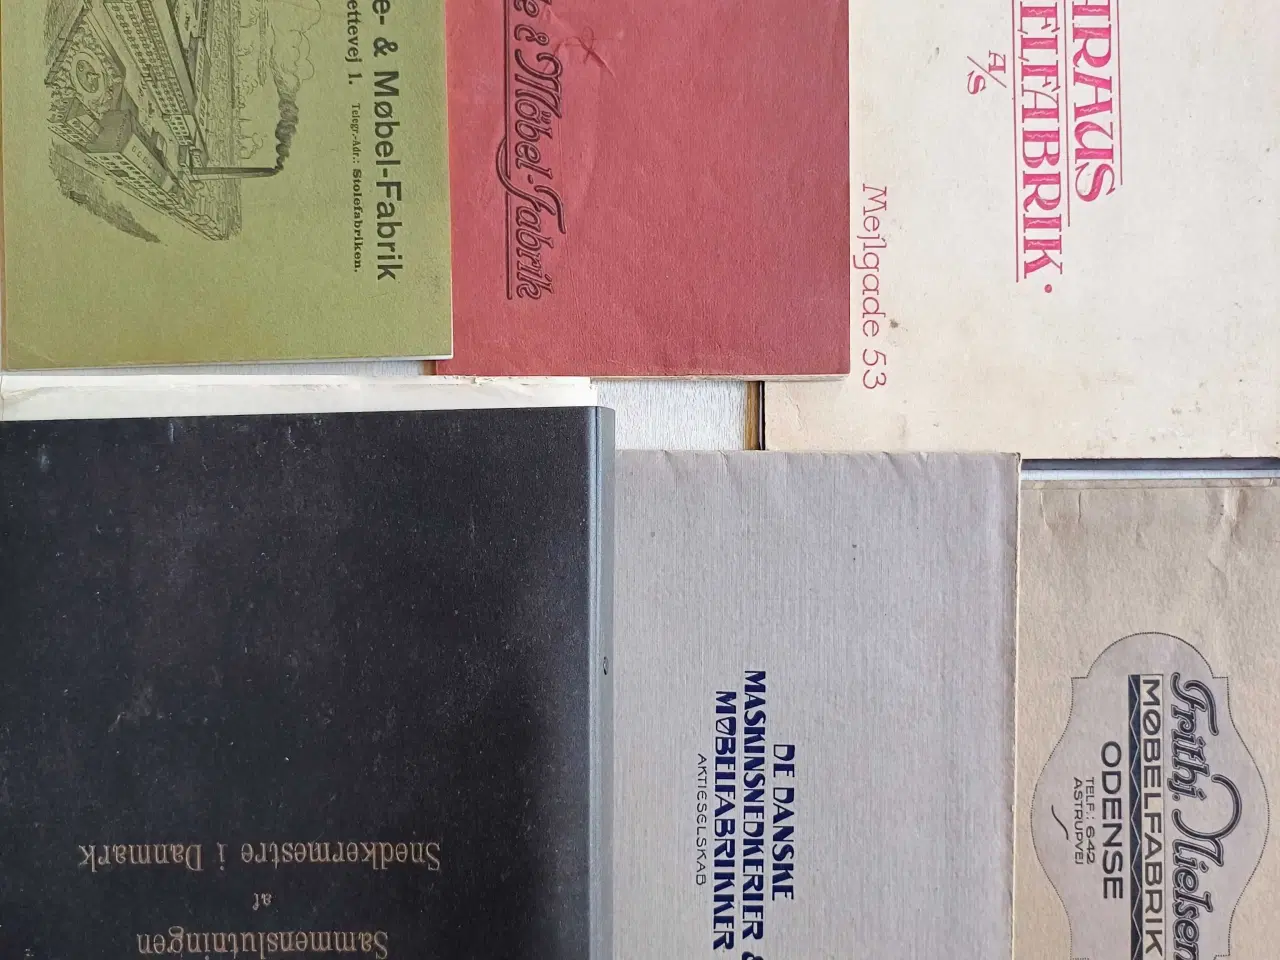 e- & Møbel-Fabrik
ettevej 1. Telegr.-Adr.: Stolefabriken.
e & Möbel-Fabrik
HRAUS
ELFABRIK.
A/S
Mejlgade 53
Sammenslutningen
af
Snedkermestre i Danmark
DE DANSKE
MASKINSNEDKERIER &
MØBELFABRIKKER
AKTIESELSKAB
Frithj. Nielsen
MØBELFABRIK
ODENSE
TELF.: 642
ASTRUPVEJ